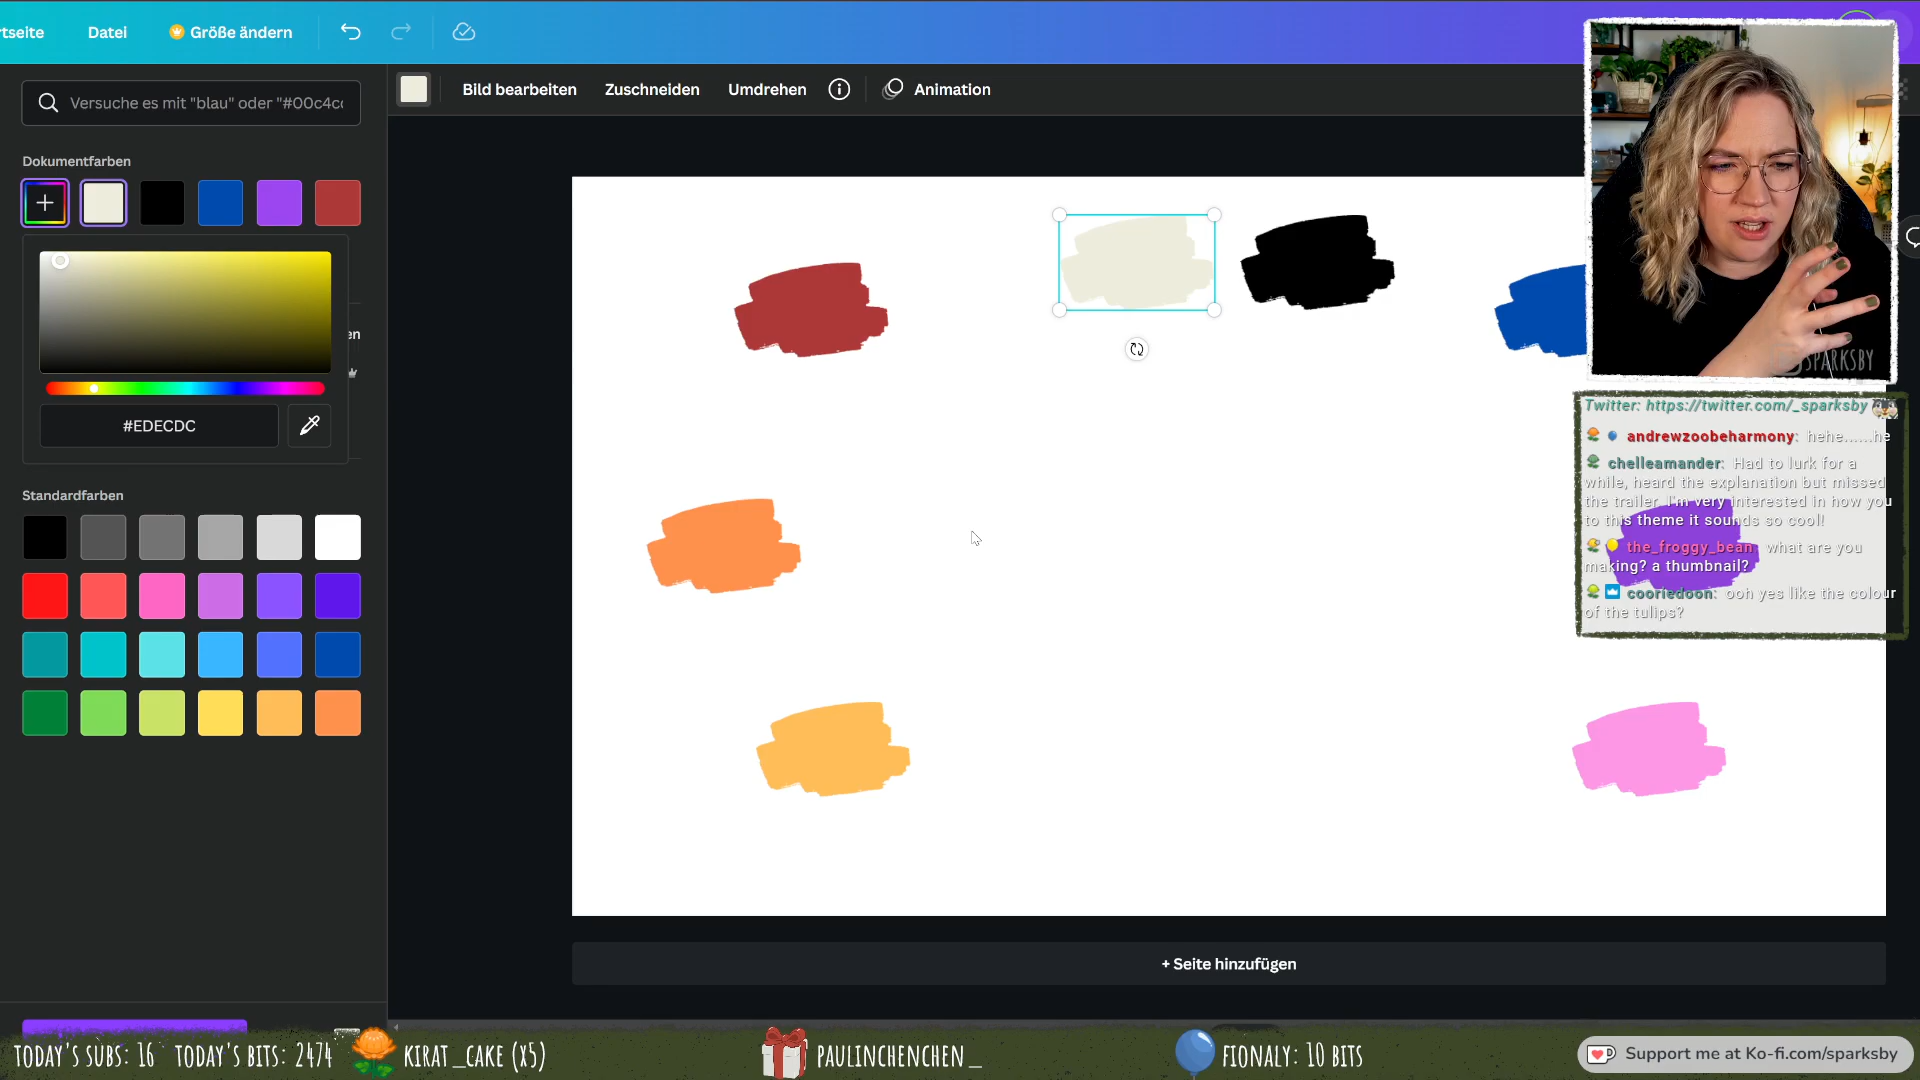 rtseite
Datei
Größe ändern
Versuche es mit "blau" oder "#00c4cc
Bild bearbeiten
Zuschneiden
Umdrehen
Animation
Dokumentfarben
en
#EDECDC
Standardfarben
SPARKSBY
Twitter: https://twitter.com/_sparksby
andrewzoobeharmony: hehe......he
chelleamander: Had to lurk for a
while, heard the explanation but missed
the trailer. I'm very interested in how you
to this theme it sounds so cool!
the_froggy_bean: what are you
making? a thumbnail?
cooriedoon: ooh yes like the colour
of the tulips?
+ Seite hinzufügen
TODAY'S SUBS: 16 TODAY'S BITS: 2474
KIRAT_CAKE (X5)
PAULINCHENCHEN_
FIONALY: 10 BITS
Support me at Ko-fi.com/sparksby